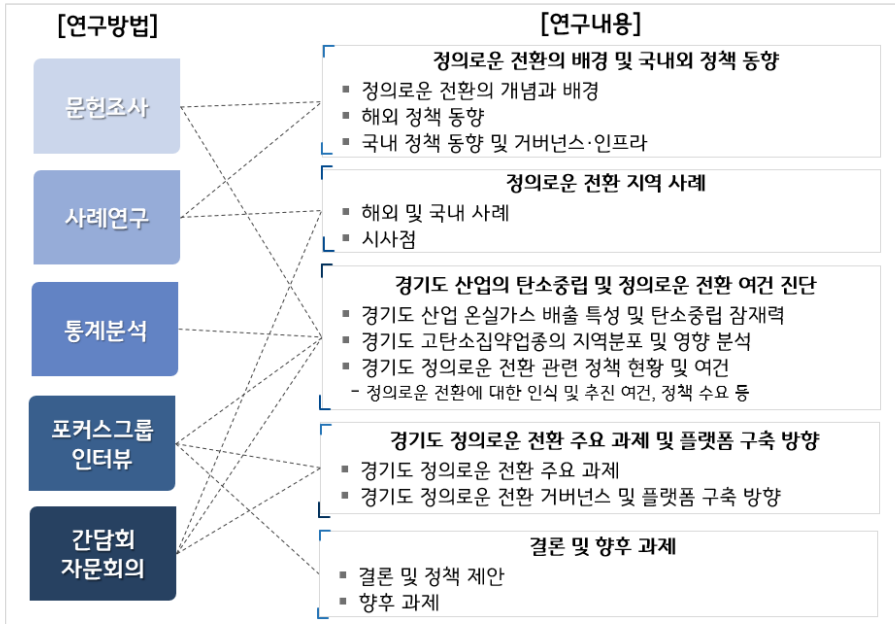 [연구방법]
문헌조사
사례연구
통계분석
포커스그룹
인터뷰
간담회
자문회의
[연구내용]
정의로운 전환의 배경 및 국내외 정책 동향
▪ 정의로운 전환의 개념과 배경
▪ 해외 정책 동향
▪ 국내 정책 동향 및 거버넌스·인프라
정의로운 전환 지역 사례
▪ 해외 및 국내 사례
▪ 시사점
경기도 산업의 탄소중립 및 정의로운 전환 여건 진단
▪ 경기도 산업 온실가스 배출 특성 및 탄소중립 잠재력
▪ 경기도 고탄소집약업종의 지역분포 및 영향 분석
▪ 경기도 정의로운 전환 관련 정책 현황 및 여건
- 정의로운 전환에 대한 인식 및 추진 여건, 정책 수요 등
경기도 정의로운 전환 주요 과제 및 플랫폼 구축 방향
▪ 경기도 정의로운 전환 주요 과제
▪ 경기도 정의로운 전환 거버넌스 및 플랫폼 구축 방향
결론 및 향후 과제
▪ 결론 및 정책 제안
▪ 향후 과제